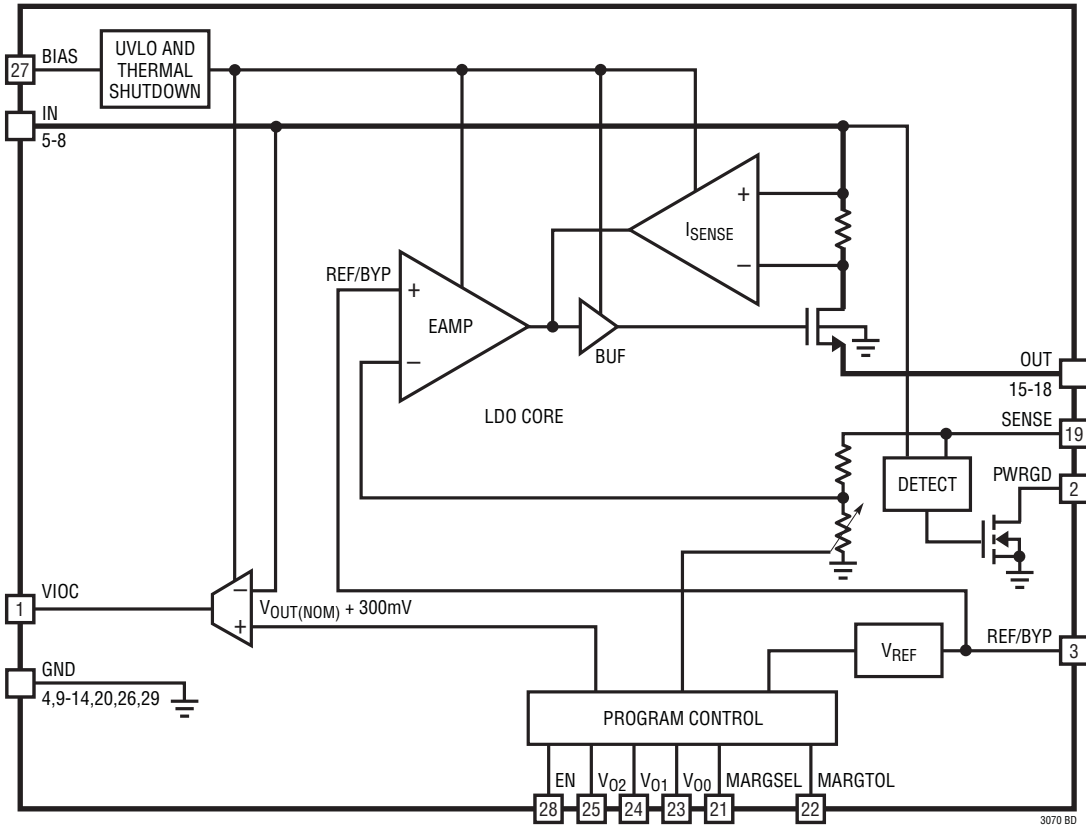 27
BIAS
UVLO AND
THERMAL
SHUTDOWN
IN
5-8
+
ISENSE
–
REF/BYP
+
EAMP
–
BUF
LDO CORE
OUT
15-18
SENSE
19
DETECT
PWRGD
2
1
VIOC
–
VOUT(NOM) + 300mV
+
GND
4,9-14,20,26,29
VREF
REF/BYP
3
PROGRAM CONTROL
EN
VO2
VO1
VO0
MARGSEL
MARGTOL
28
25
24
23
21
22
3070 BD